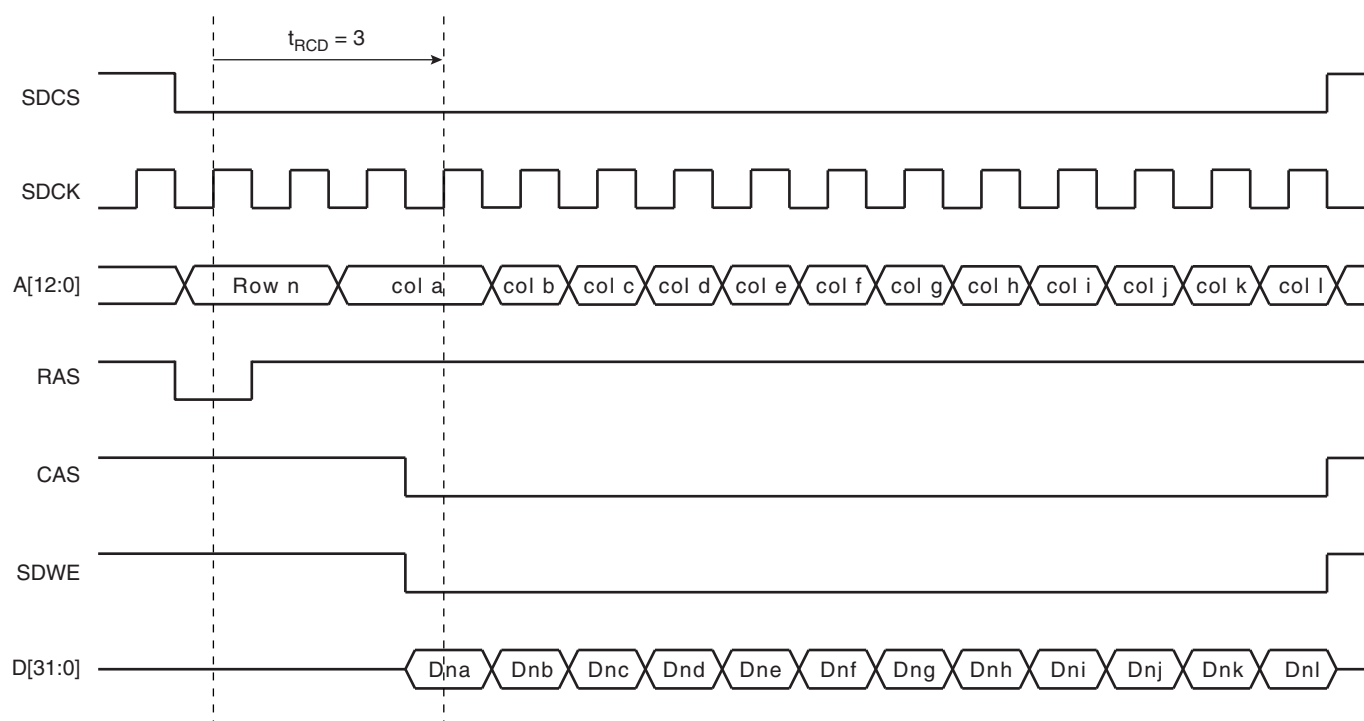 tRCD = 3
SDCS
SDCK
A[12:0] Row n col a col b col c col d col e col f col g col h col i col j col k col l
RAS
CAS
SDWE
D[31:0] Dna Dnb Dnc Dnd Dne Dnf Dng Dnh Dni Dnj Dnk Dnl